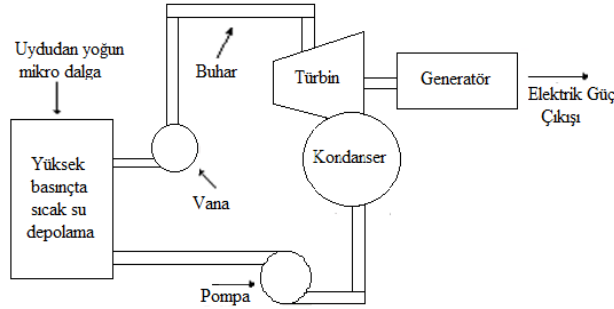 Uydudan yoğun
mikro dalga
Buhar
Türbin
Generatör
Elektrik Güç
Çıkışı
Yüksek
basınçta
sıcak su
depolama
Vana
Kondanser
Pompa